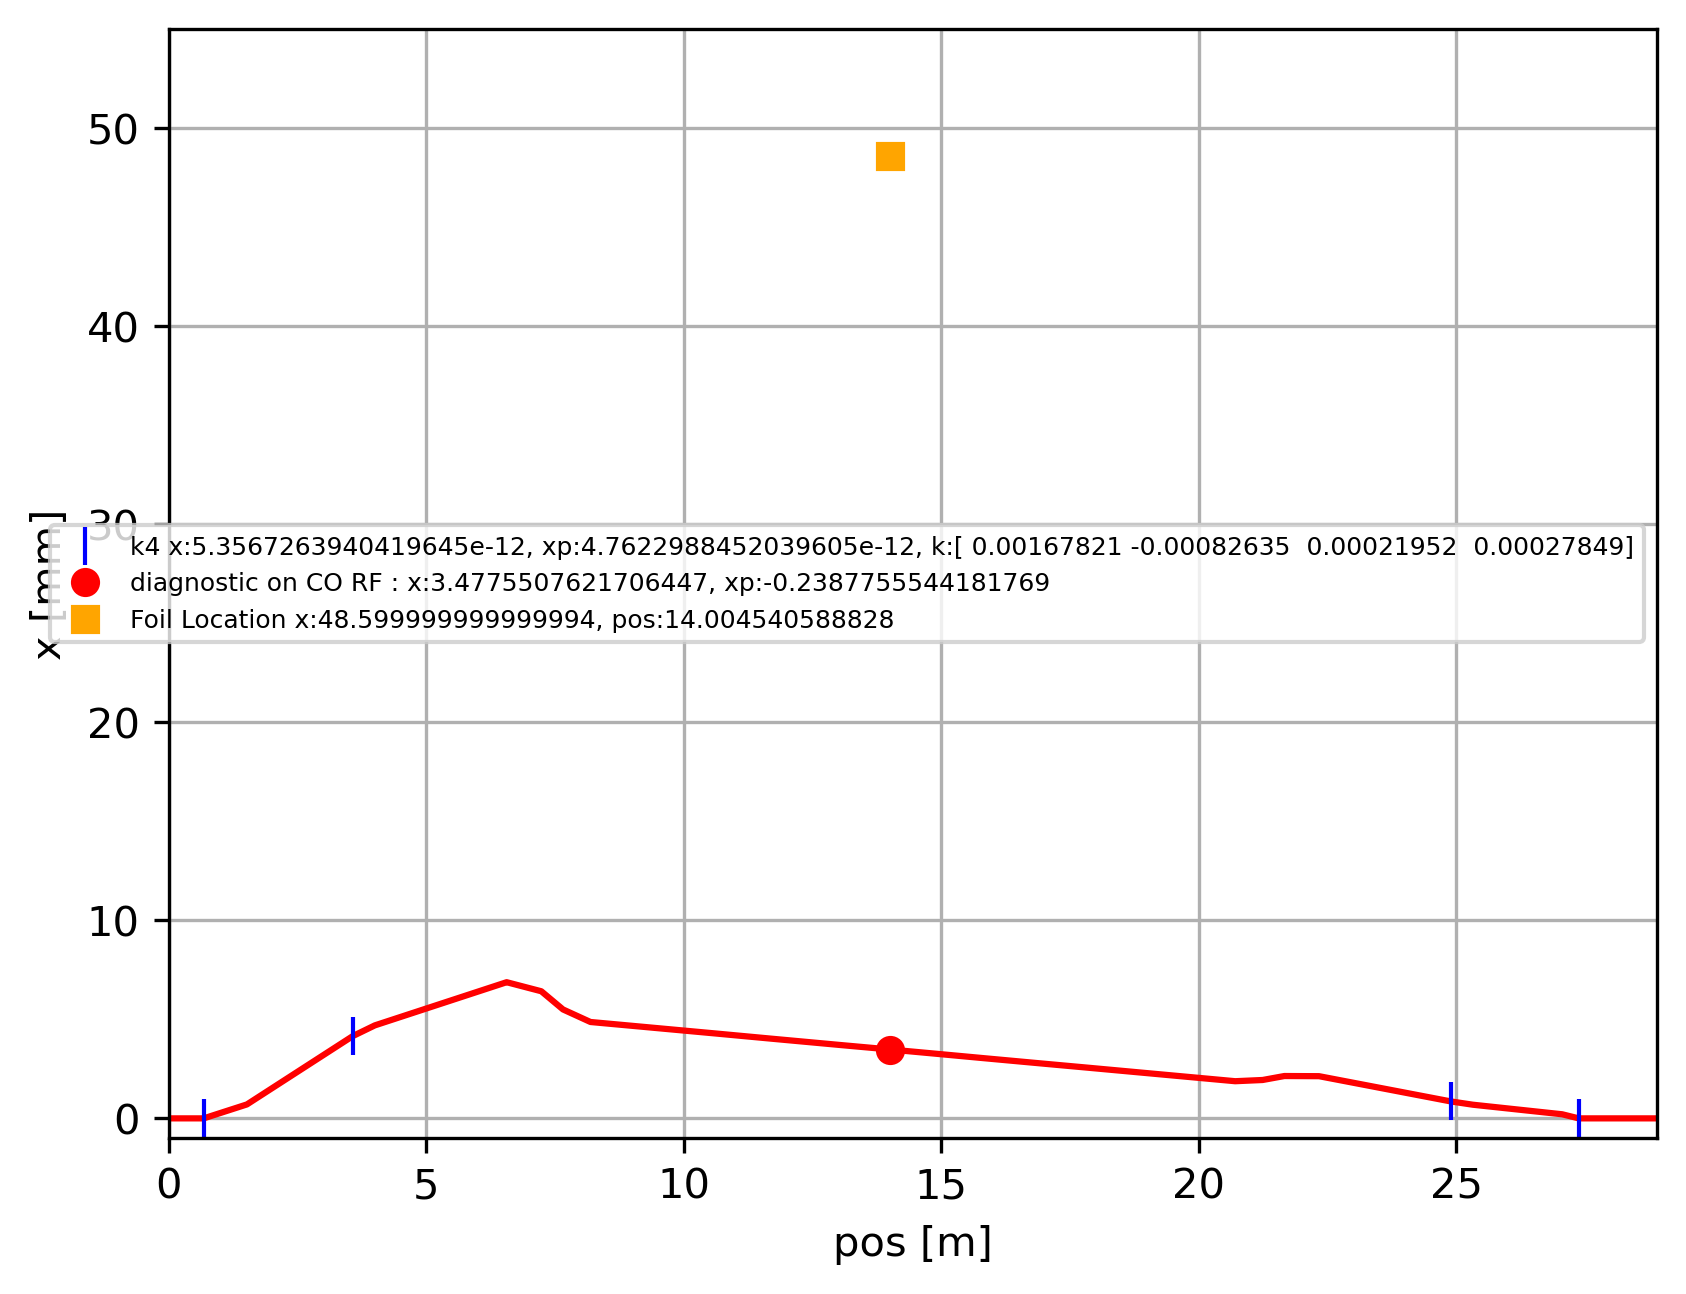 50
40
30
x [mm]
k4 x:5.3567263940419645e-12, xp:4.7622988452039605e-12, k:[ 0.00167821 -0.00082635  0.00021952  0.00027849]
diagnostic on CO RF : x:3.4775507621706447, xp:-0.2387755544181769
Foil Location x:48.599999999999994, pos:14.004540588828
20
10
0
0 5 10 15 20 25
pos [m]